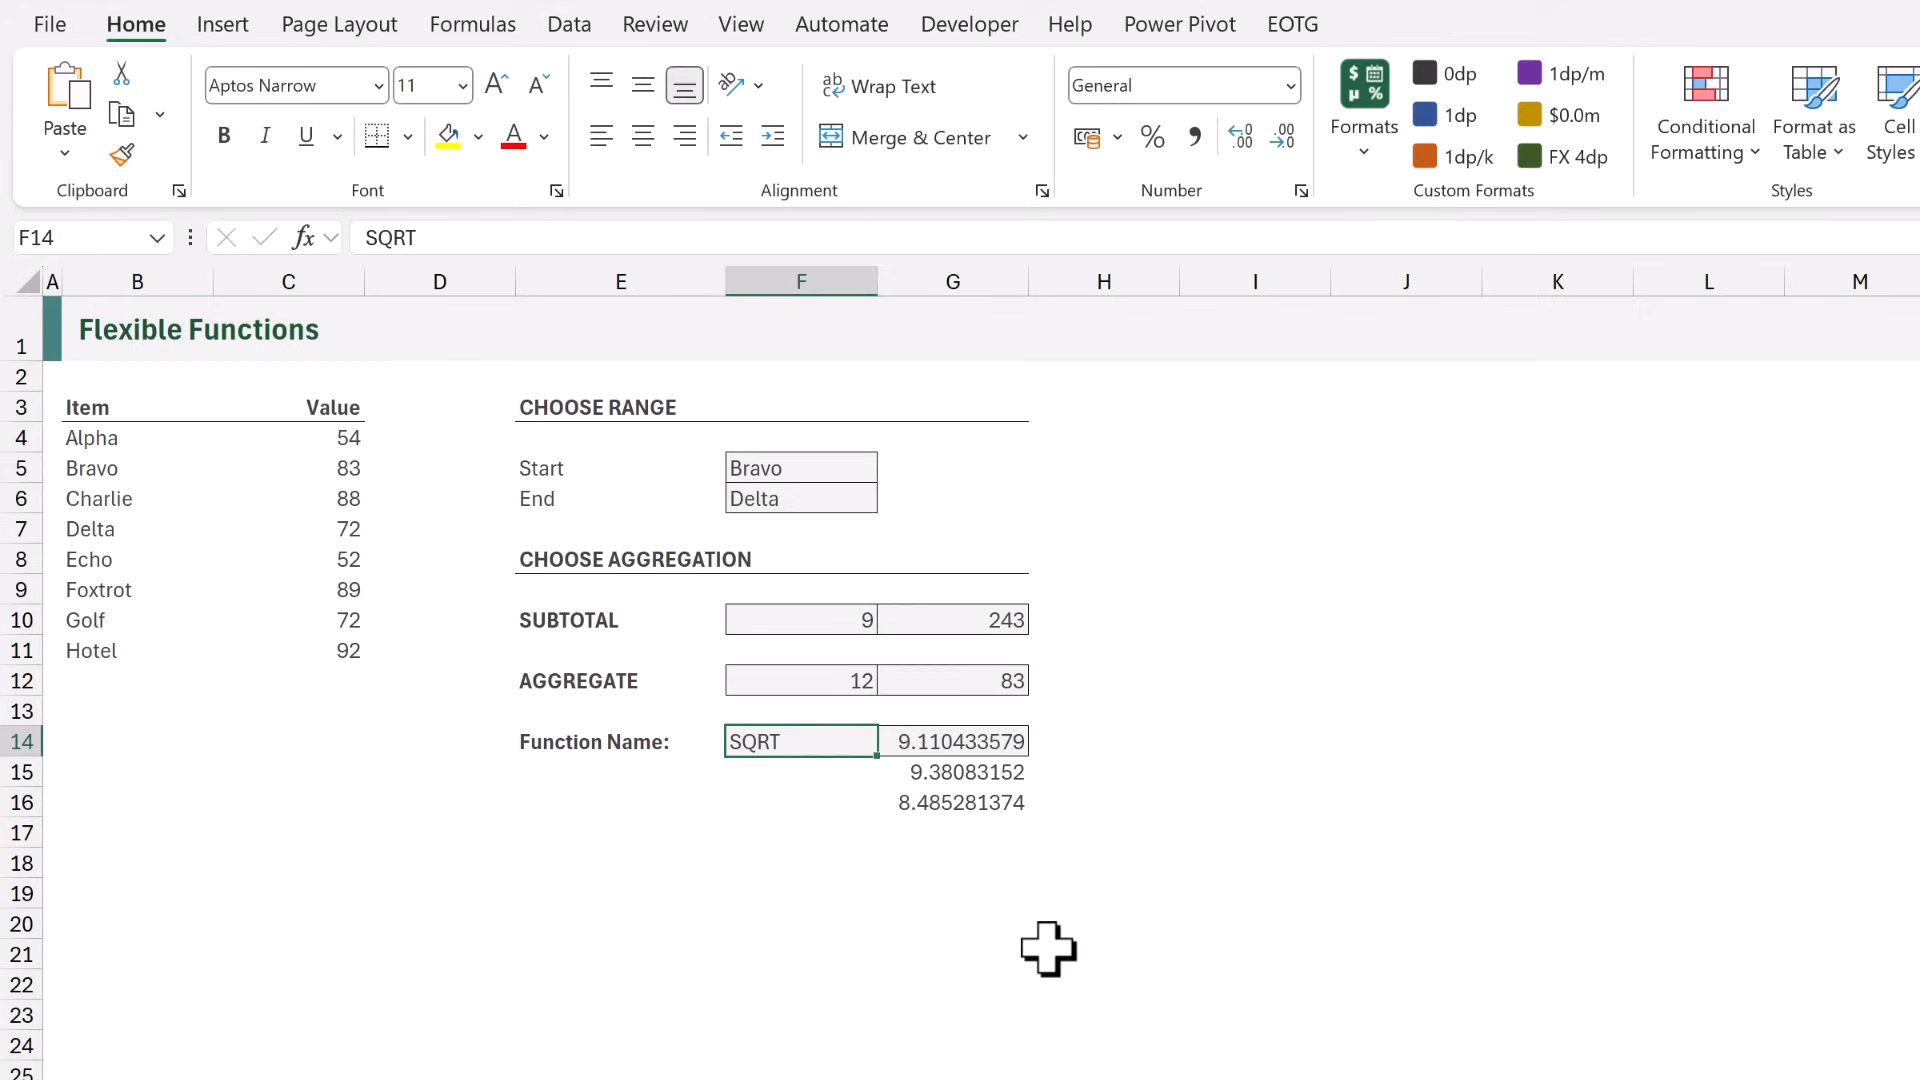 File Home Insert Page Layout Formulas Data Review View Automate Developer Help Power Pivot EOTG
Paste
Clipboard
Aptos Narrow 11 A A
B I U A
Font
ab Wrap Text
Merge & Center
Alignment
General
% 9 .00 .00
Number
$ µ %
Formats
0dp 1dp/m
1dp $0.0m
1dp/k FX 4dp
Custom Formats
Conditional Formatting
Format as Table
Cell Styles
Styles
F14 fx SQRT
A B C D E F G H I J K L M
1 Flexible Functions
2
3 Item Value CHOOSE RANGE
4 Alpha 54
5 Bravo 83 Start Bravo
6 Charlie 88 End Delta
7 Delta 72
8 Echo 52 CHOOSE AGGREGATION
9 Foxtrot 89
10 Golf 72 SUBTOTAL 9 243
11 Hotel 92
12 AGGREGATE 12 83
13
14 Function Name: SQRT 9.110433579
15 9.38083152
16 8.485281374
17
18
19
20
21
22
23
24
25